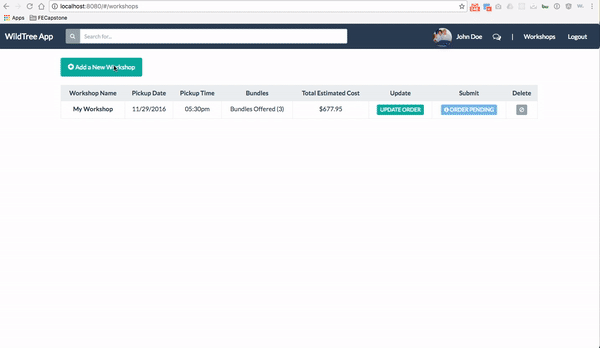 localhost:8080/#/workshops
Apps FECapstone
WildTree App Search for... John Doe | Workshops Logout
Add a New Workshop
Workshop Name Pickup Date Pickup Time Bundles Total Estimated Cost Update Submit Delete
My Workshop 11/29/2016 05:30pm Bundles Offered (3) $677.95 UPDATE ORDER ORDER PENDING